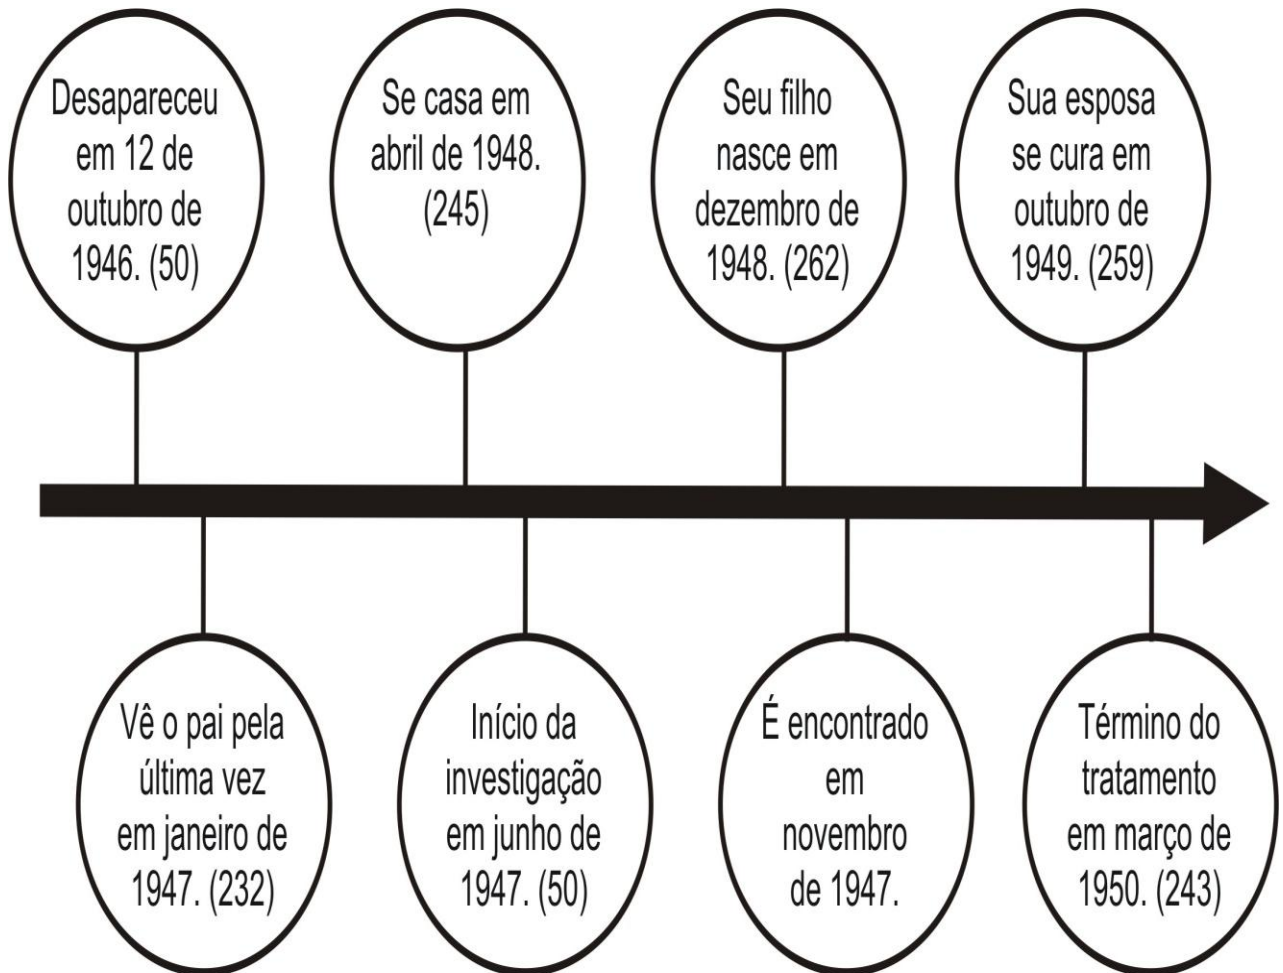 Desapareceu
em 12 de
outubro de
1946. (50)
Se casa em
abril de 1948.
(245)
Seu filho
nasce em
dezembro de
1948. (262)
Sua esposa
se cura em
outubro de
1949. (259)
Vê o pai pela
última vez
em janeiro de
1947. (232)
Início da
investigação
em junho de
1947. (50)
É encontrado
em
novembro
de 1947.
Término do
tratamento
em março de
1950. (243)